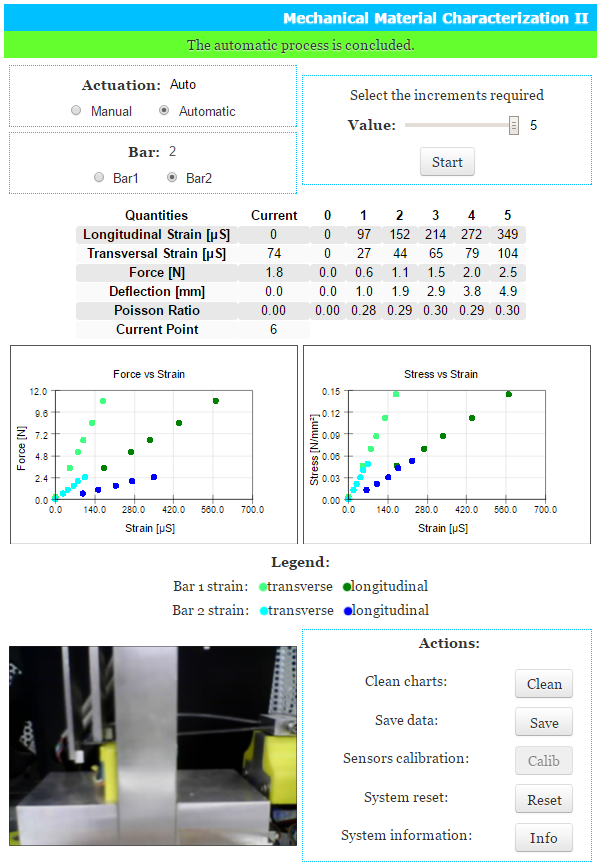 Mechanical Material Characterization II
The automatic process is concluded.
Actuation: Auto
Manual Automatic
Bar: 2
Bar1 Bar2
Select the increments required
Value: 5
Start
Quantities Current 0 1 2 3 4 5
Longitudinal Strain [µS] 0 0 97 152 214 272 349
Transversal Strain [µS] 74 0 27 44 65 79 104
Force [N] 1.8 0.0 0.6 1.1 1.5 2.0 2.5
Deflection [mm] 0.0 0.0 1.0 1.9 2.9 3.8 4.9
Poisson Ratio 0.00 0.00 0.28 0.29 0.30 0.29 0.30
Current Point 6
Force vs Strain
12.0
9.6
7.2
4.8
2.4
0.0
Force [N]
0.0 140.0 280.0 420.0 560.0 700.0
Strain [µS]
Stress vs Strain
0.15
0.12
0.09
0.06
0.03
0.00
Stress [N/mm²]
0.0 140.0 280.0 420.0 560.0 700.0
Strain [µS]
Legend:
Bar 1 strain: transverse longitudinal
Bar 2 strain: transverse longitudinal
Actions:
Clean charts: Clean
Save data: Save
Sensors calibration: Calib
System reset: Reset
System information: Info